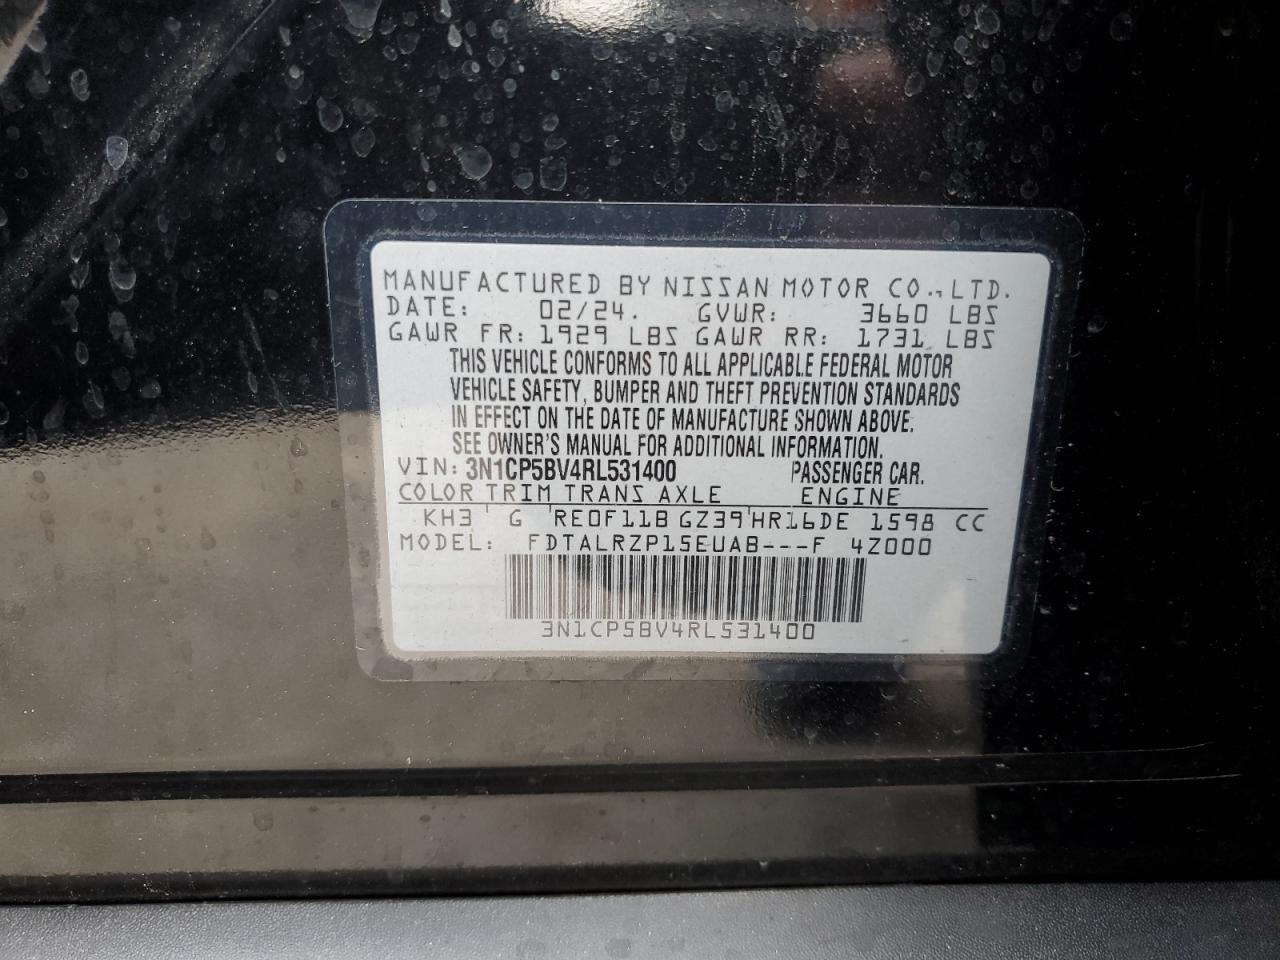 MANUFACTURED BY NISSAN MOTOR CO.,LTD.
DATE: 02/24. GVWR: 3660 LBS
GAWR FR: 1929 LBS GAWR RR: 1731 LBS
THIS VEHICLE CONFORMS TO ALL APPLICABLE FEDERAL MOTOR
VEHICLE SAFETY, BUMPER AND THEFT PREVENTION STANDARDS
IN EFFECT ON THE DATE OF MANUFACTURE SHOWN ABOVE.
SEE OWNER'S MANUAL FOR ADDITIONAL INFORMATION.
VIN: 3N1CP5BV4RL531400 PASSENGER CAR.
COLOR TRIM TRANS AXLE ENGINE
KH3 G RE0F11B GZ39 HR16DE 1598 CC
MODEL: FDTALRZP15EUAB---F 4Z000
3N1CP5BV4RL531400